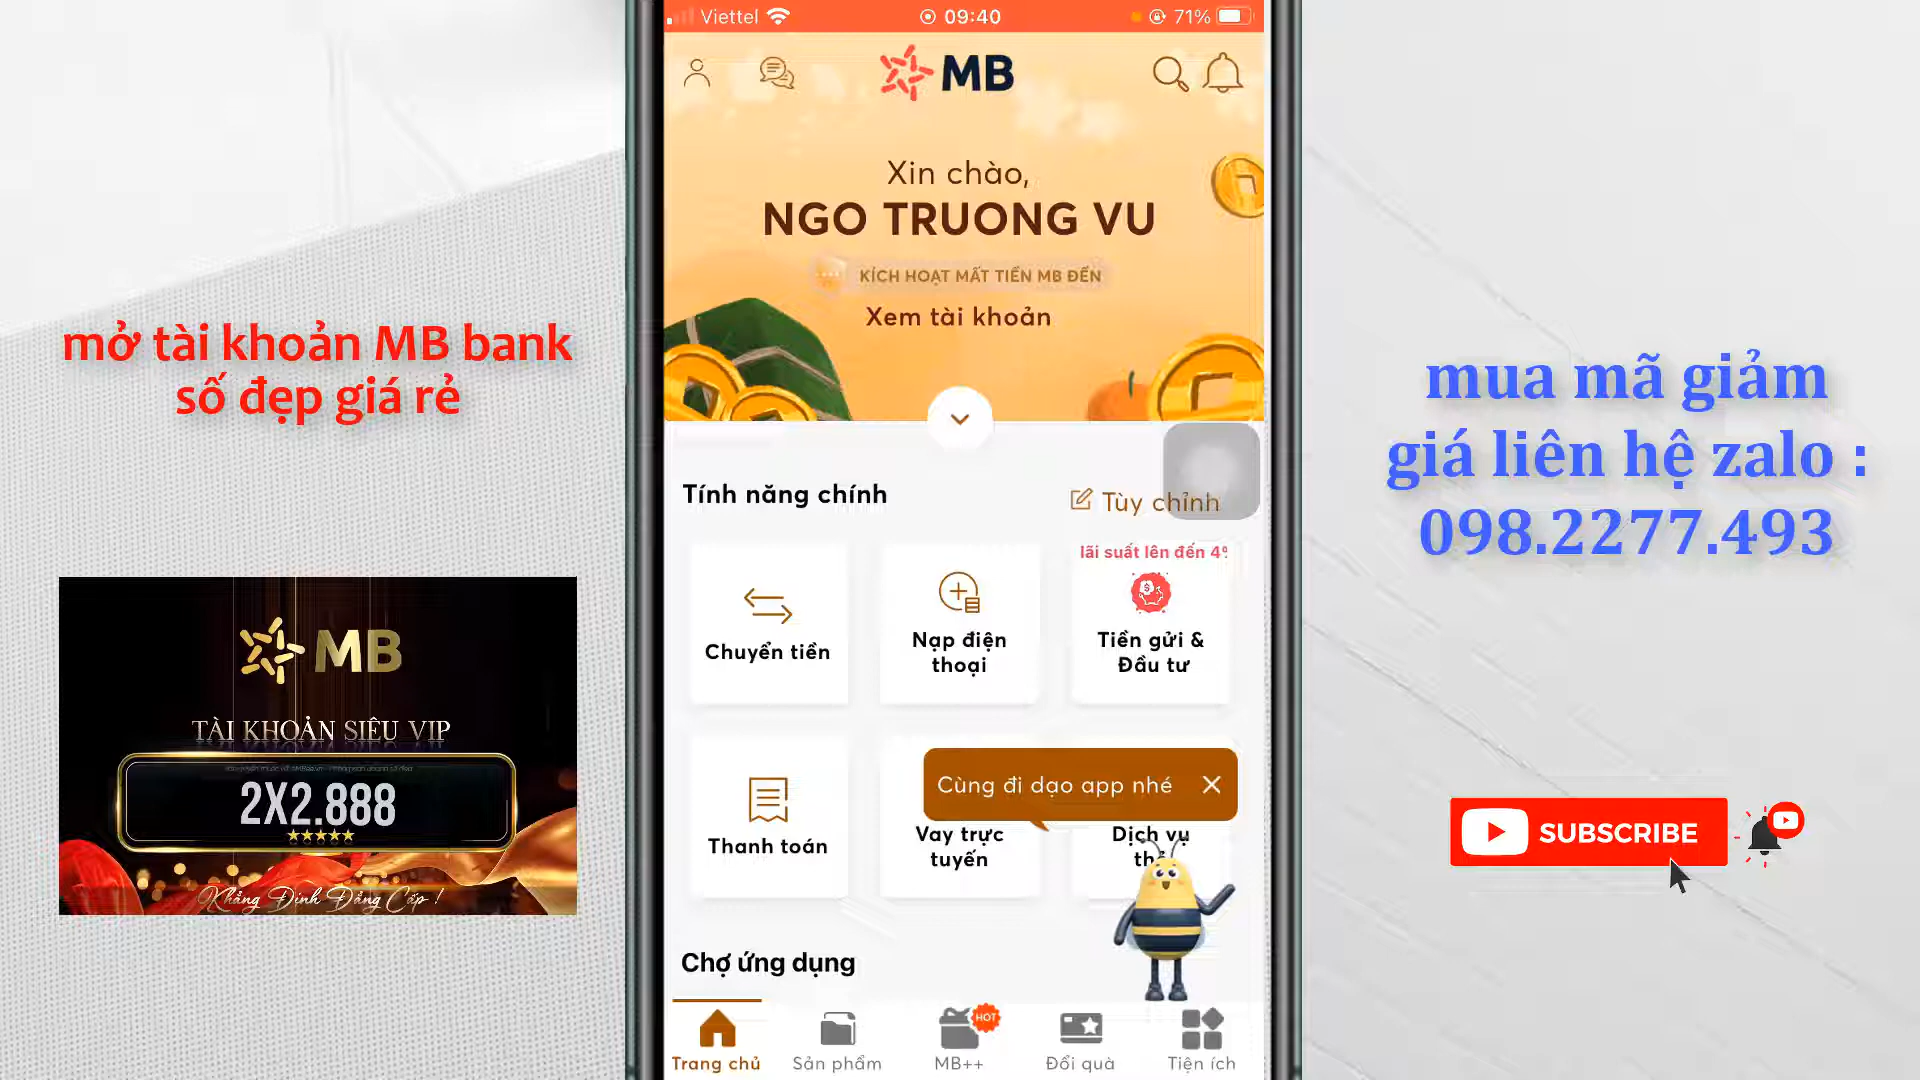 mở tài khoản MB bank
số đẹp giá rẻ
MB
TÀI KHOẢN SIÊU VIP
2X2.888
Khẳng Định Đẳng Cấp !
Viettel
09:40
71%
MB
Xin chào,
NGO TRUONG VU
KÍCH HOẠT MẤT TIỀN MB ĐỀN
Xem tài khoản
Tính năng chính
Tùy chỉnh
Chuyển tiền
Nạp điện
thoại
lãi suất lên đến 4%
Tiền gửi &
Đầu tư
Thanh toán
Cùng đi dạo app nhé
Vay trực
tuyến
Dịch vụ
thẻ
Chợ ứng dụng
Trang chủ
Sản phẩm
HOT
MB++
Đổi quà
Tiện ích
mua mã giảm
giá liên hệ zalo :
098.2277.493
SUBSCRIBE